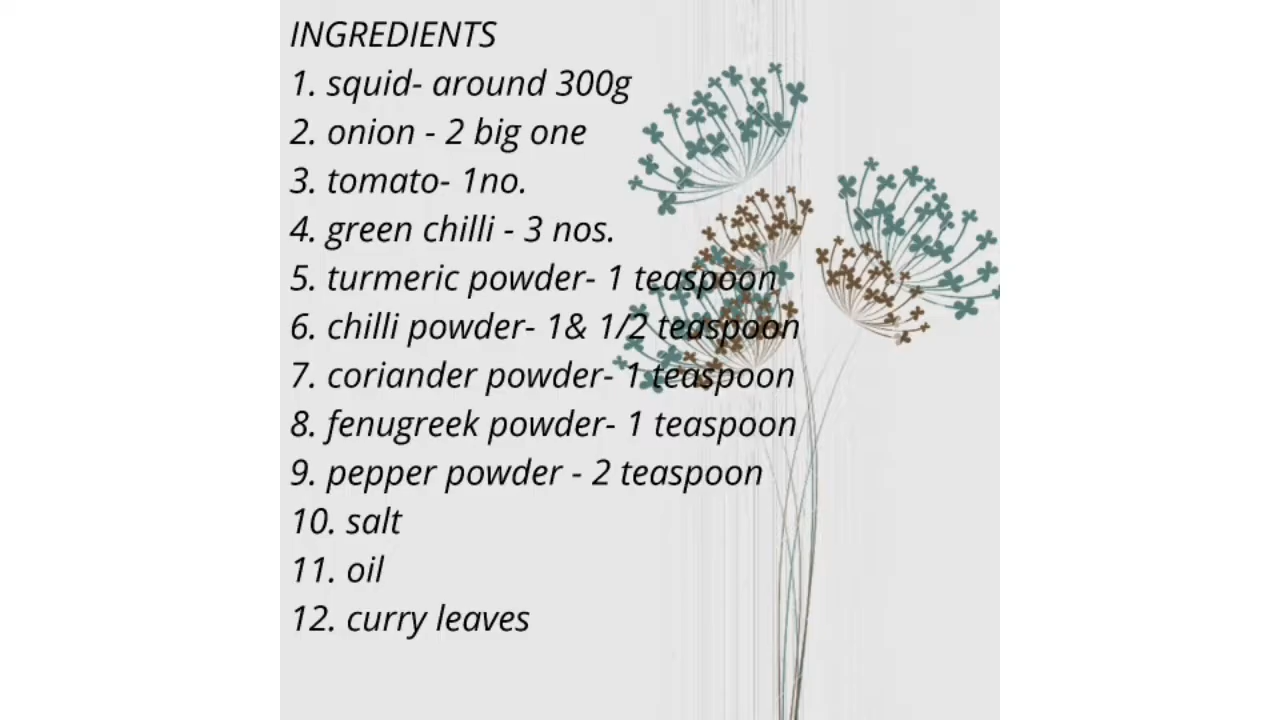 INGREDIENTS
1. squid- around 300g
2. onion - 2 big one
3. tomato- 1no.
4. green chilli - 3 nos.
5. turmeric powder- 1 teaspoon
6. chilli powder- 1& 1/2 teaspoon
7. coriander powder- 1 teaspoon
8. fenugreek powder- 1 teaspoon
9. pepper powder - 2 teaspoon
10. salt
11. oil
12. curry leaves